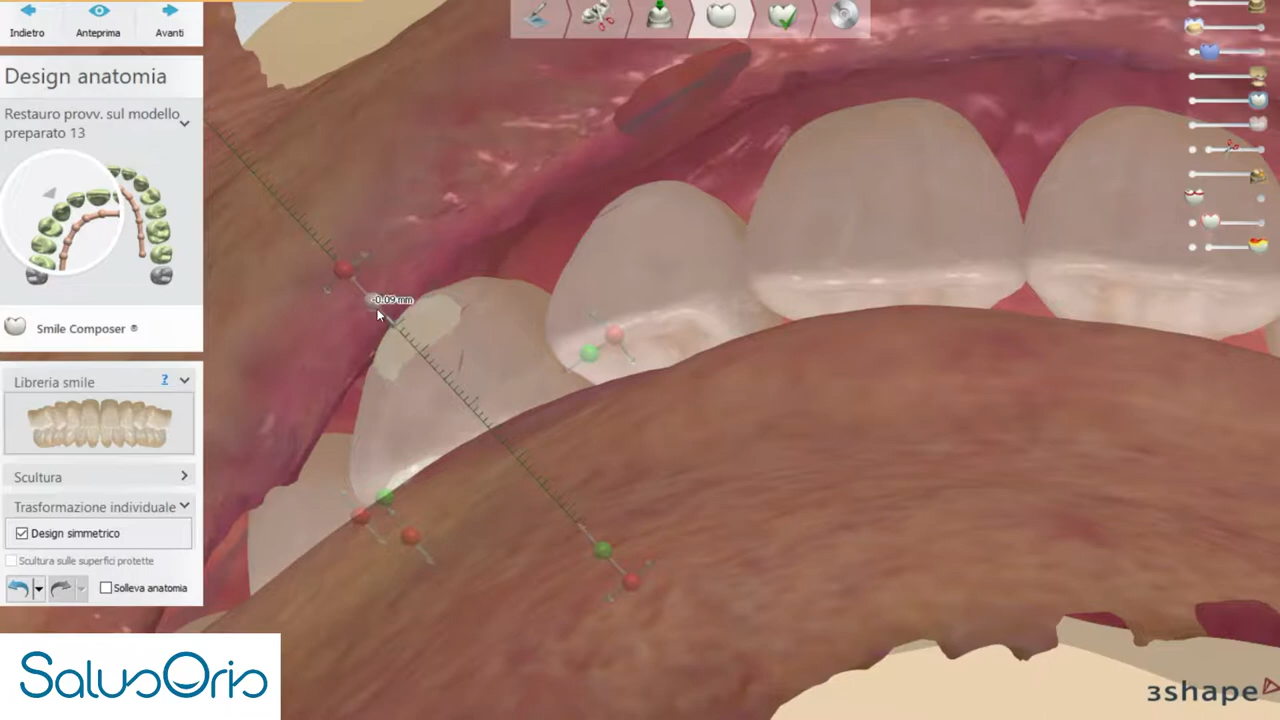 Indietro
Anteprima
Avanti
Design anatomia
Restauro provv. sul modello
preparato 13
Smile Composer ®
Libreria smile
?
Scultura
Trasformazione individuale
Design simmetrico
Scultura sulle superfici protette
Solleva anatomia
-0.09 mm
SalusOris
3shape